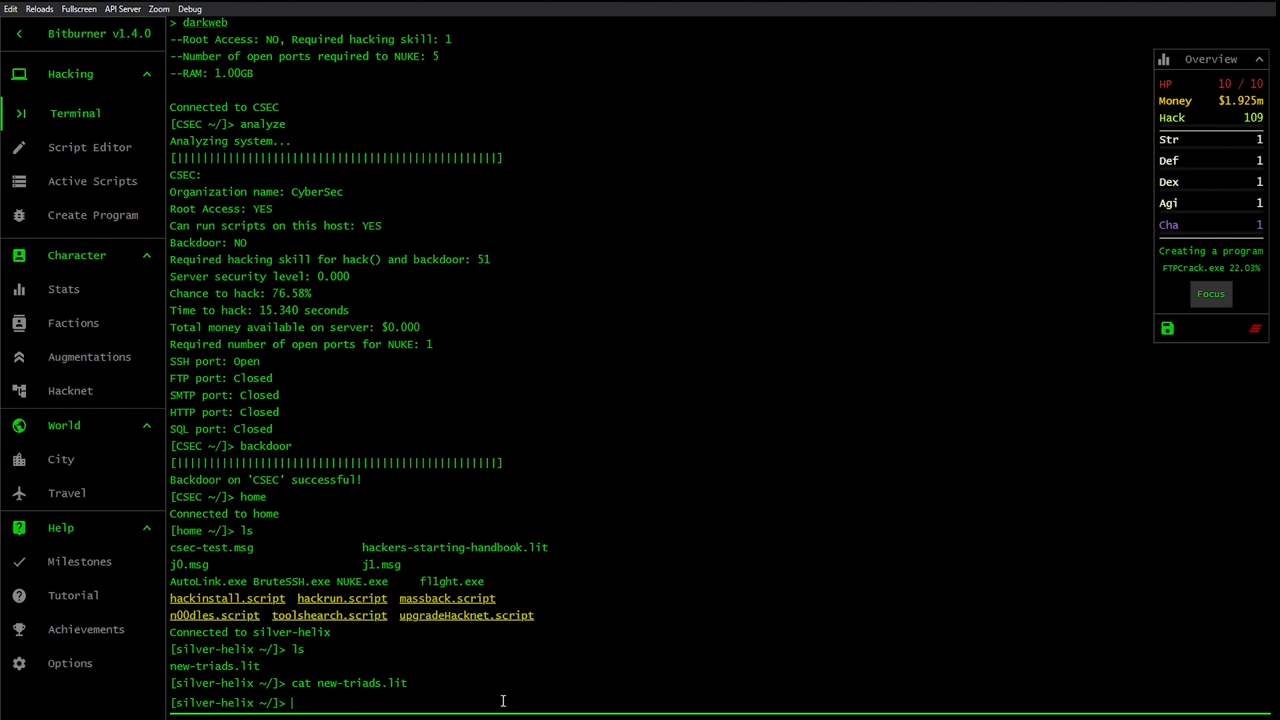 Edit Reloads Fullscreen API Server Zoom Debug
Bitburner v1.4.0
Hacking
Terminal
Script Editor
Active Scripts
Create Program
Character
Stats
Factions
Augmentations
Hacknet
World
City
Travel
Help
Milestones
Tutorial
Achievements
Options
> darkweb
--Root Access: NO, Required hacking skill: 1
--Number of open ports required to NUKE: 5
--RAM: 1.00GB
Connected to CSEC
[CSEC ~/]> analyze
Analyzing system...
[||||||||||||||||||||||||||||||||||||||||||||||||||]
CSEC:
Organization name: CyberSec
Root Access: YES
Can run scripts on this host: YES
Backdoor: NO
Required hacking skill for hack() and backdoor: 51
Server security level: 0.000
Chance to hack: 76.58%
Time to hack: 15.340 seconds
Total money available on server: $0.000
Required number of open ports for NUKE: 1
SSH port: Open
FTP port: Closed
SMTP port: Closed
HTTP port: Closed
SQL port: Closed
[CSEC ~/]> backdoor
[||||||||||||||||||||||||||||||||||||||||||||||||||]
Backdoor on 'CSEC' successful!
[CSEC ~/]> home
Connected to home
[home ~/]> ls
csec-test.msg hackers-starting-handbook.lit
j0.msg j1.msg
AutoLink.exe BruteSSH.exe NUKE.exe fl1ght.exe
hackinstall.script hackrun.script massback.script
n00dles.script toolshearch.script upgradeHacknet.script
Connected to silver-helix
[silver-helix ~/]> ls
new-triads.lit
[silver-helix ~/]> cat new-triads.lit
[silver-helix ~/]>
Overview
HP 10 / 10
Money $1.925m
Hack 109
Str 1
Def 1
Dex 1
Agi 1
Cha 1
Creating a program
FTPCrack.exe 22.03%
Focus